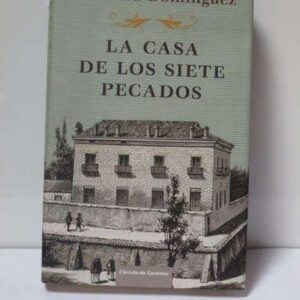 Domínguez
LA CASA
DE LOS SIETE
PECADOS
Círculo de Lectores